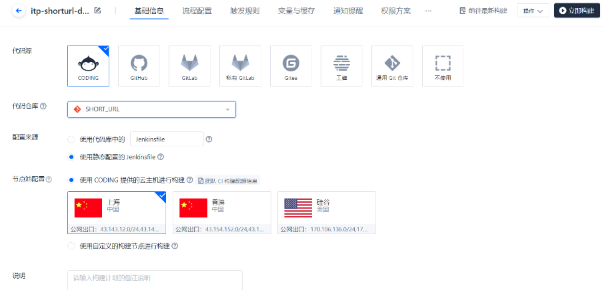 itp-shorturl-d... 基础信息 流程配置 触发规则 变量与缓存 通知提醒 权限方案 ... 前往最新构建 操作 立即构建
代码源
CODING GitHub GitLab 私有 GitLab Gitee 工蜂 通用 Git 仓库 不使用
代码仓库 SHORT_URL
配置来源 使用代码库中的 Jenkinsfile
使用静态配置的 Jenkinsfile
节点池配置 使用 CODING 提供的云主机进行构建
上海
中国
香港
中国
硅谷
美国
公网出口: 43.143.12.0/24,43.14... 公网出口: 43.154.152.0/24,43.1... 公网出口: 170.106.136.0/24,17...
使用自定义的构建节点进行构建
说明 请输入构建计划的备注说明